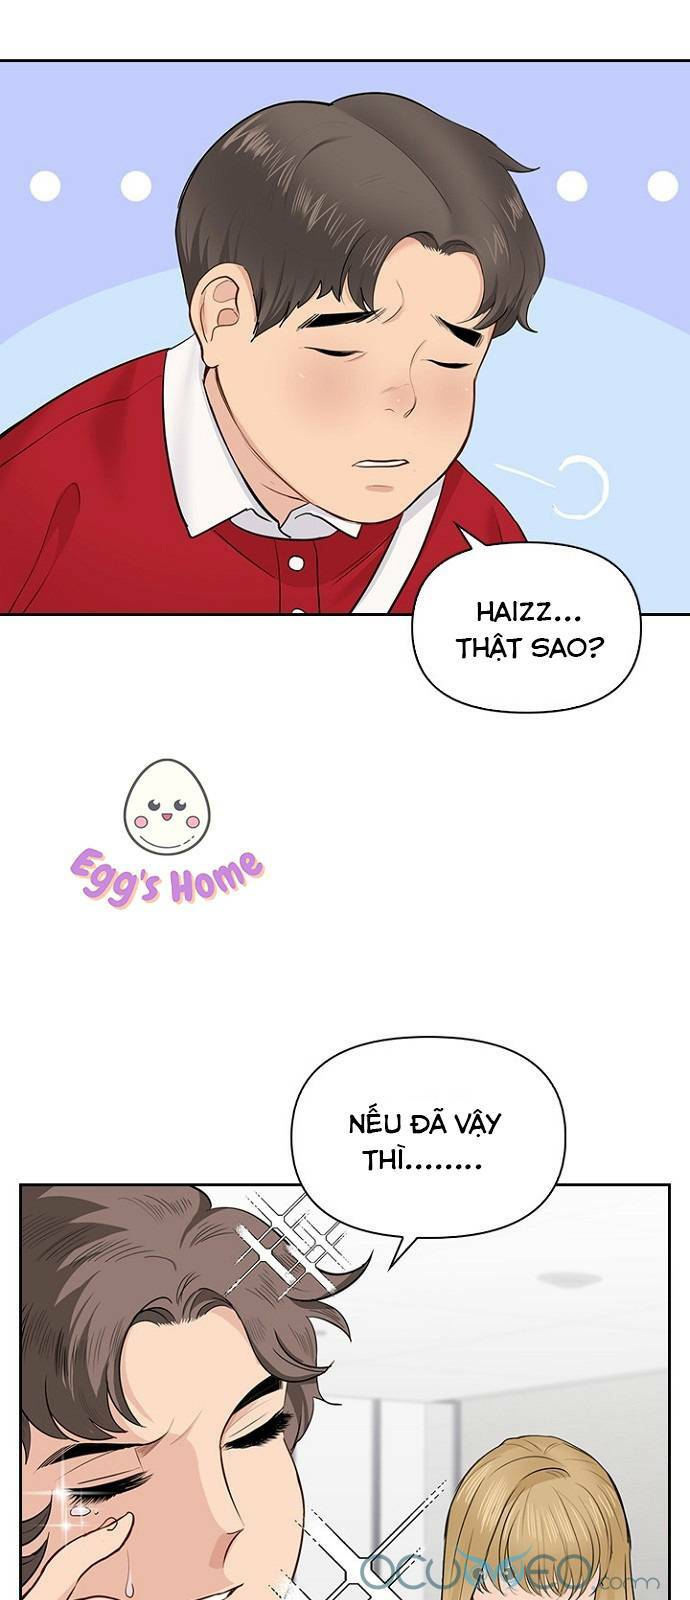 HAIZZ...
THẬT SAO?
Egg's Home
NẾU ĐÃ VẬY
THÌ........